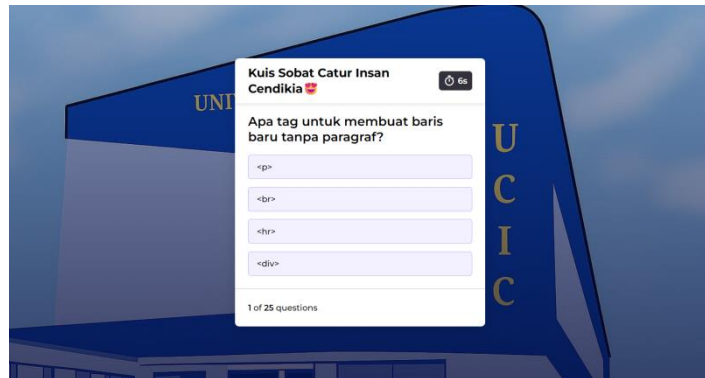 UNI
Kuis Sobat Catur Insan
Cendikia😍
6s
Apa tag untuk membuat baris
baru tanpa paragraf?
<p>
<br>
<hr>
<div>
1 of 25 questions
U
C
I
C